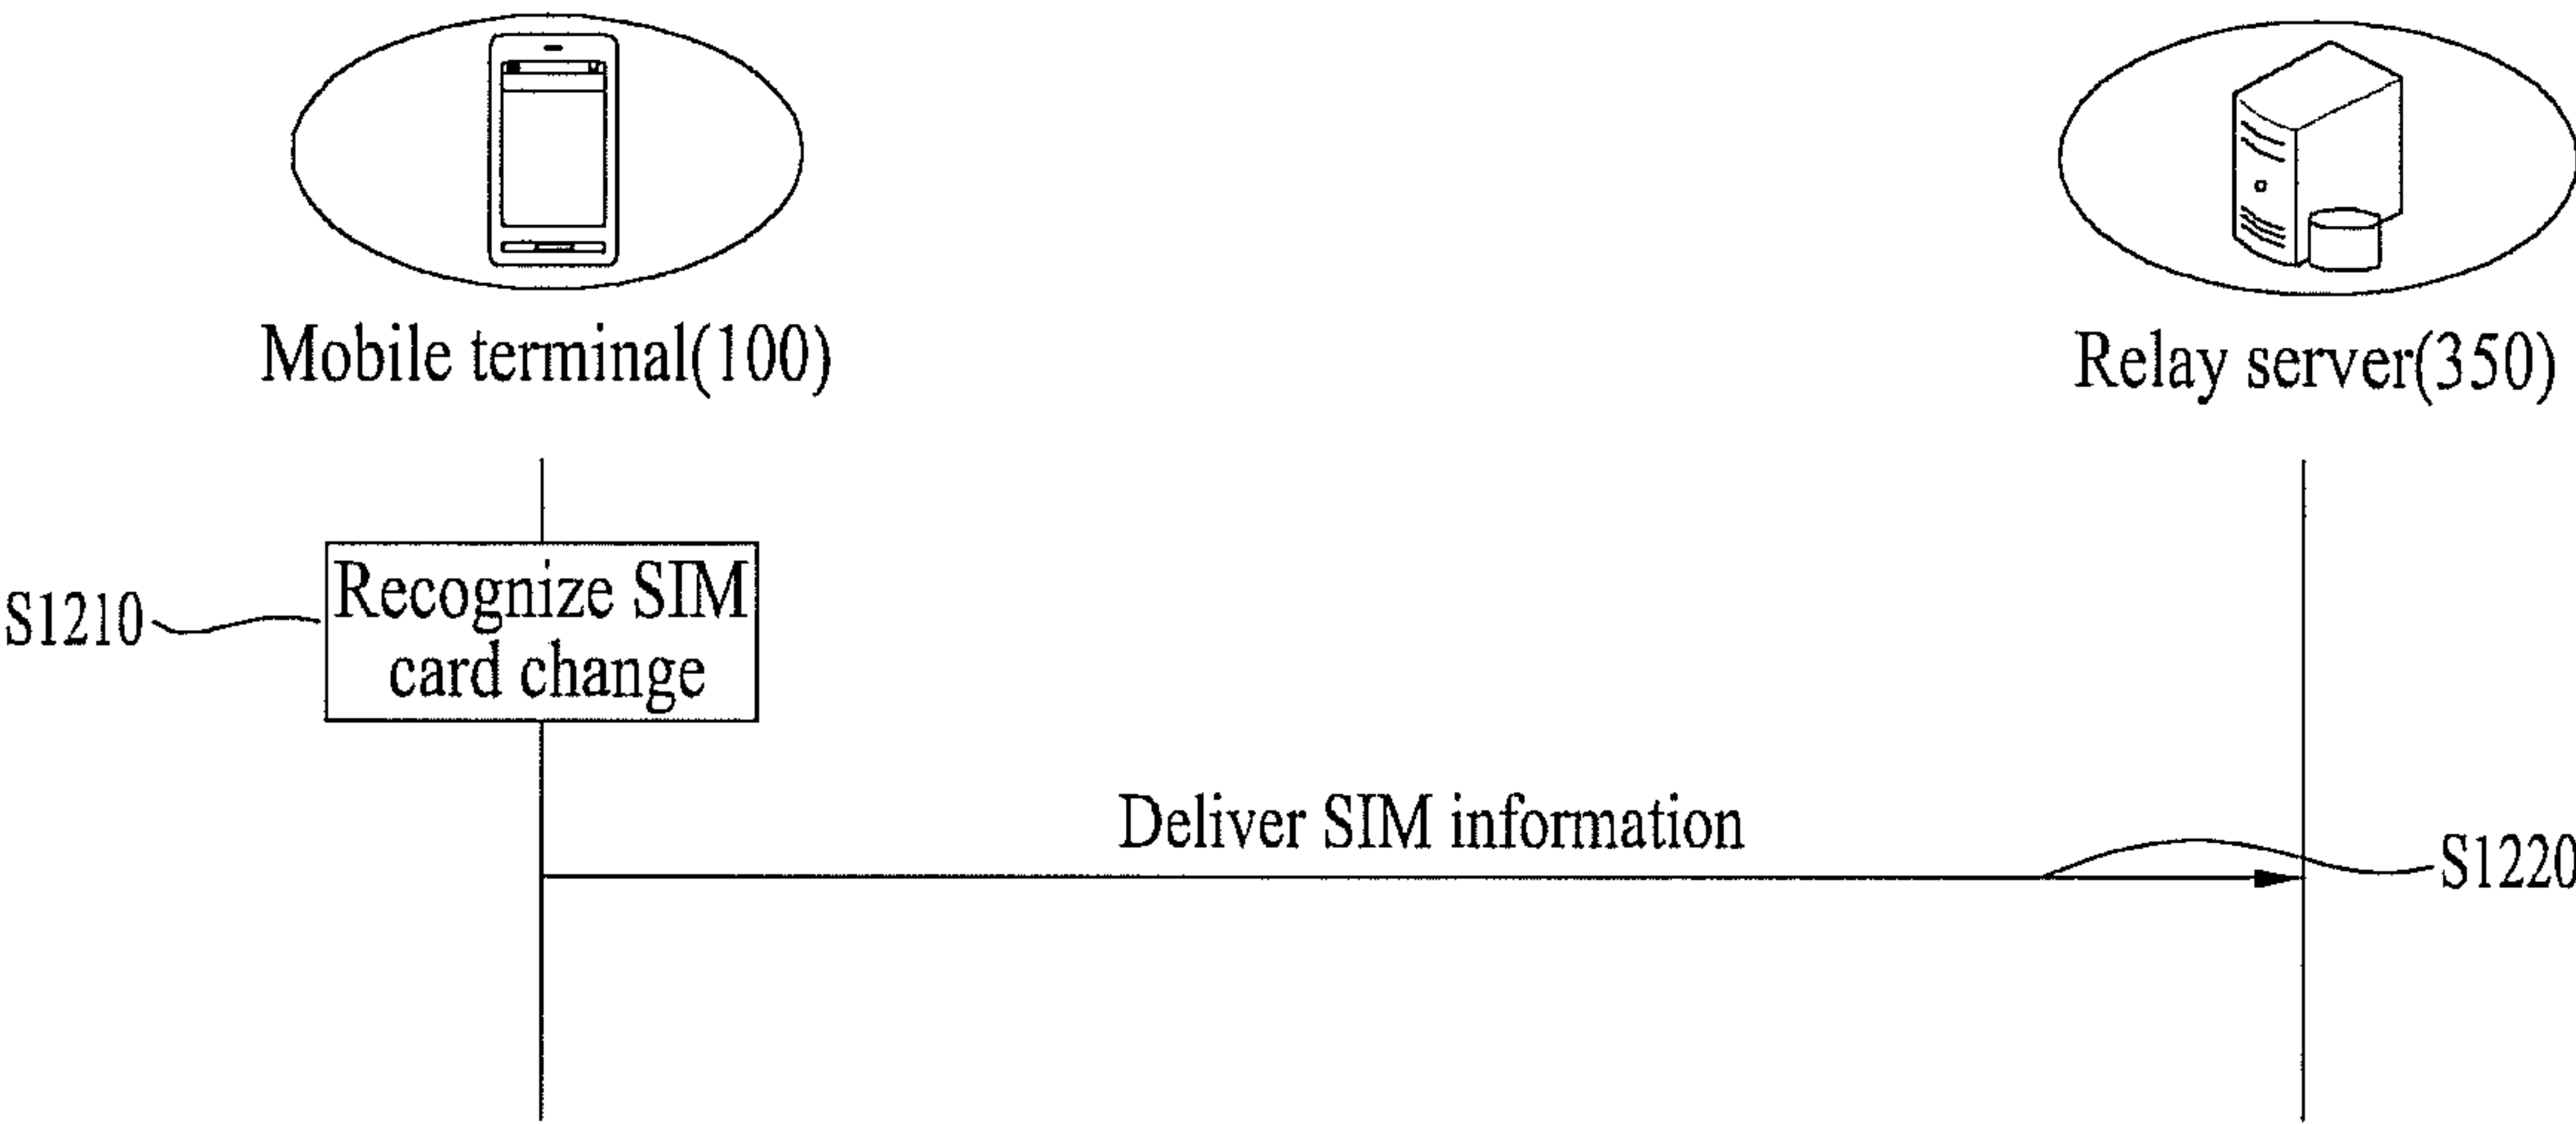 Mobile terminal(100)
Relay server(350)
S1210
Recognize SIM
card change
Deliver SIM information
S1220